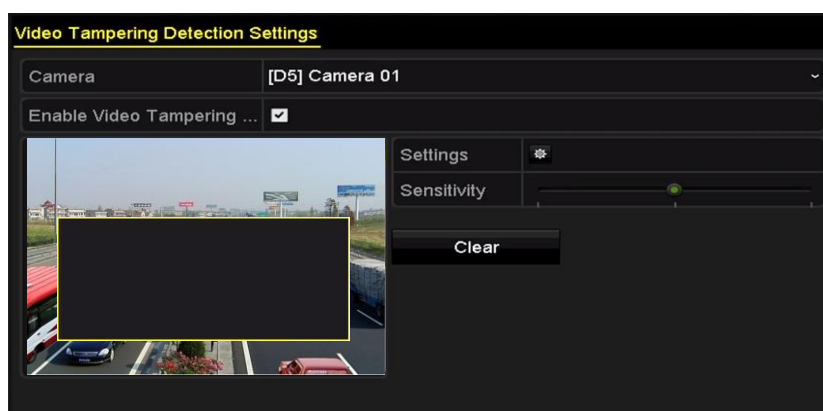 Video Tampering Detection Settings
Camera [D5] Camera 01
Enable Video Tampering ...
Settings
Sensitivity
Clear